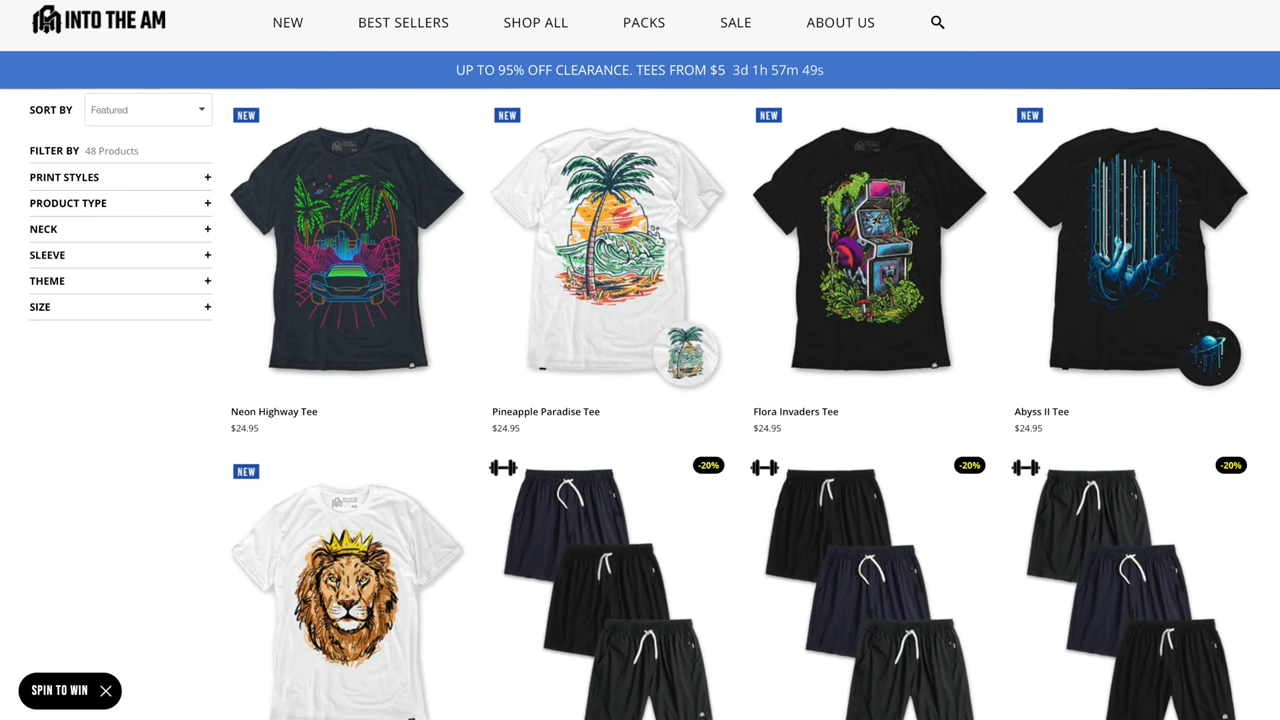 INTO THE AM
NEW
BEST SELLERS
SHOP ALL
PACKS
SALE
ABOUT US
UP TO 95% OFF CLEARANCE. TEES FROM $5 3d 1h 57m 49s
SORT BY
Featured
FILTER BY 48 Products
PRINT STYLES +
PRODUCT TYPE +
NECK +
SLEEVE +
THEME +
SIZE +
NEW
NEW
NEW
NEW
Neon Highway Tee
$24.95
Pineapple Paradise Tee
$24.95
Flora Invaders Tee
$24.95
Abyss II Tee
$24.95
NEW
-20%
-20%
-20%
SPIN TO WIN